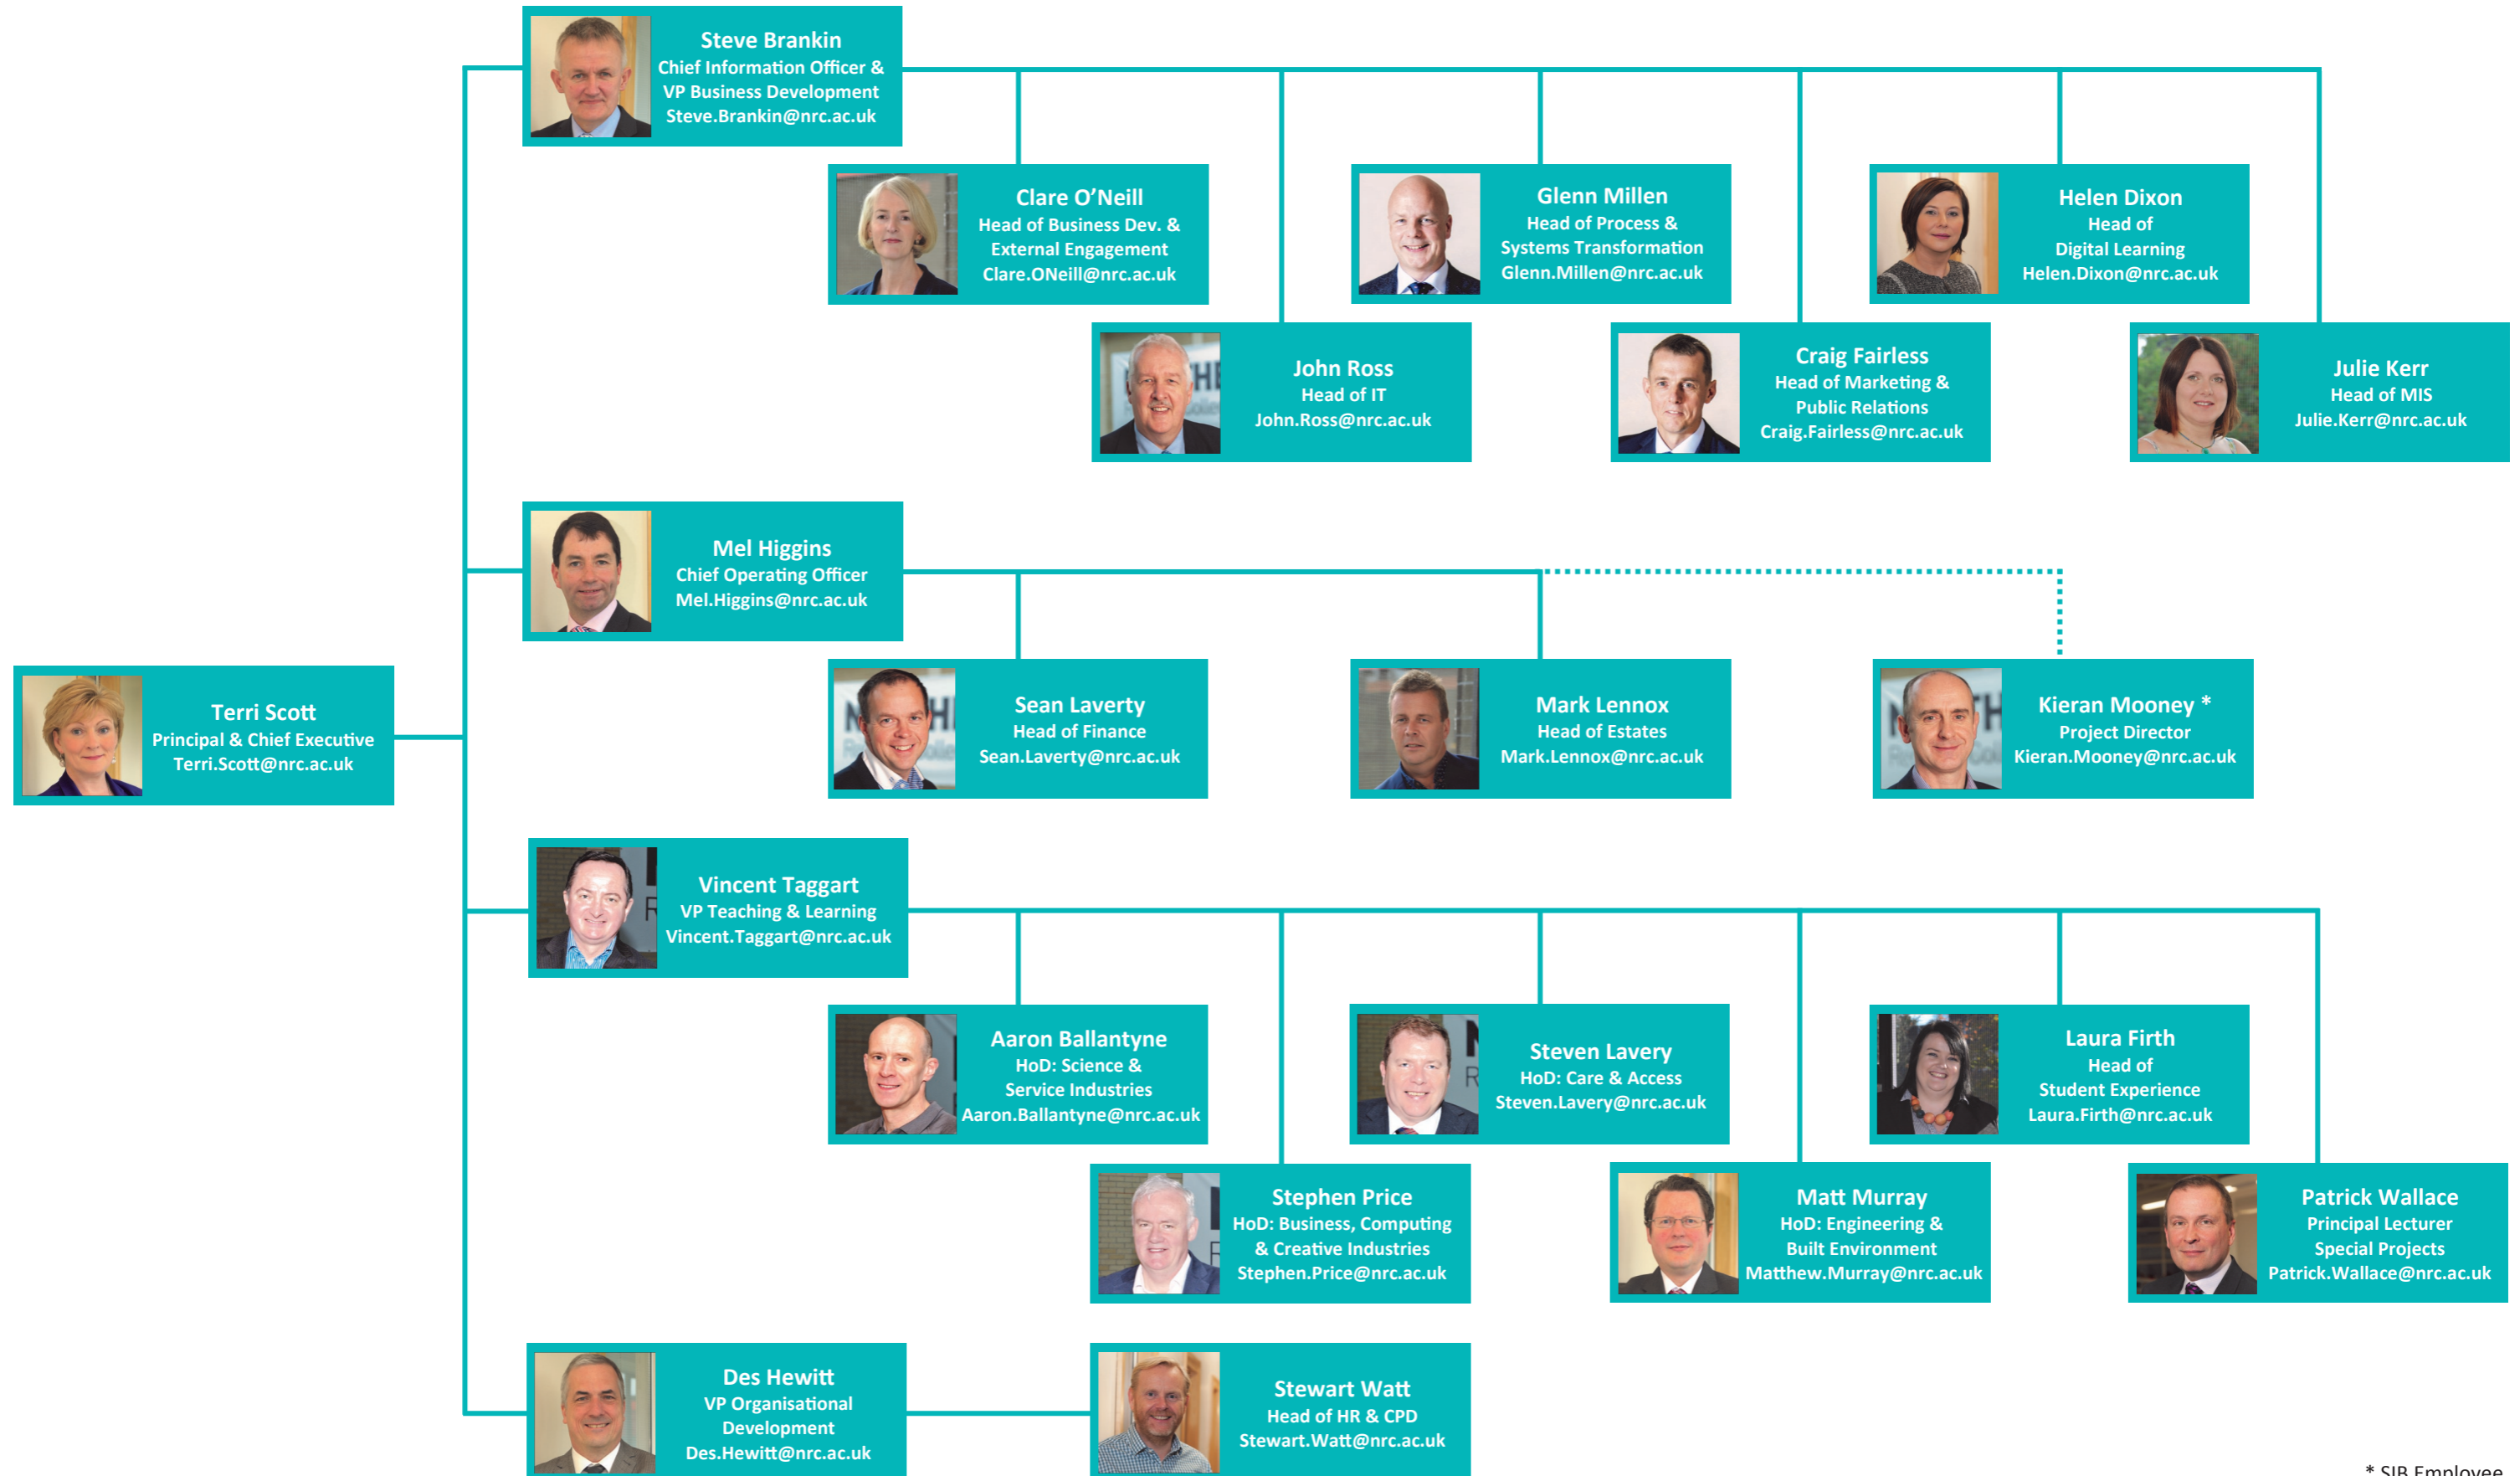 Steve Brankin
Chief Information Officer &
VP Business Development
Steve.Brankin@nrc.ac.uk
Clare O’Neill
Head of Business Dev. &
External Engagement
Clare.ONeill@nrc.ac.uk
Glenn Millen
Head of Process &
Systems Transformation
Glenn.Millen@nrc.ac.uk
Helen Dixon
Head of
Digital Learning
Helen.Dixon@nrc.ac.uk
John Ross
Head of IT
John.Ross@nrc.ac.uk
Craig Fairless
Head of Marketing &
Public Relations
Craig.Fairless@nrc.ac.uk
Julie Kerr
Head of MIS
Julie.Kerr@nrc.ac.uk
Mel Higgins
Chief Operating Officer
Mel.Higgins@nrc.ac.uk
Terri Scott
Principal & Chief Executive
Terri.Scott@nrc.ac.uk
Sean Laverty
Head of Finance
Sean.Laverty@nrc.ac.uk
Mark Lennox
Head of Estates
Mark.Lennox@nrc.ac.uk
Kieran Mooney *
Project Director
Kieran.Mooney@nrc.ac.uk
Vincent Taggart
VP Teaching & Learning
Vincent.Taggart@nrc.ac.uk
Aaron Ballantyne
HoD: Science &
Service Industries
Aaron.Ballantyne@nrc.ac.uk
Steven Lavery
HoD: Care & Access
Steven.Lavery@nrc.ac.uk
Laura Firth
Head of
Student Experience
Laura.Firth@nrc.ac.uk
Stephen Price
HoD: Business, Computing
& Creative Industries
Stephen.Price@nrc.ac.uk
Matt Murray
HoD: Engineering &
Built Environment
Matthew.Murray@nrc.ac.uk
Patrick Wallace
Principal Lecturer
Special Projects
Patrick.Wallace@nrc.ac.uk
Des Hewitt
VP Organisational
Development
Des.Hewitt@nrc.ac.uk
Stewart Watt
Head of HR & CPD
Stewart.Watt@nrc.ac.uk
* SIB Employee